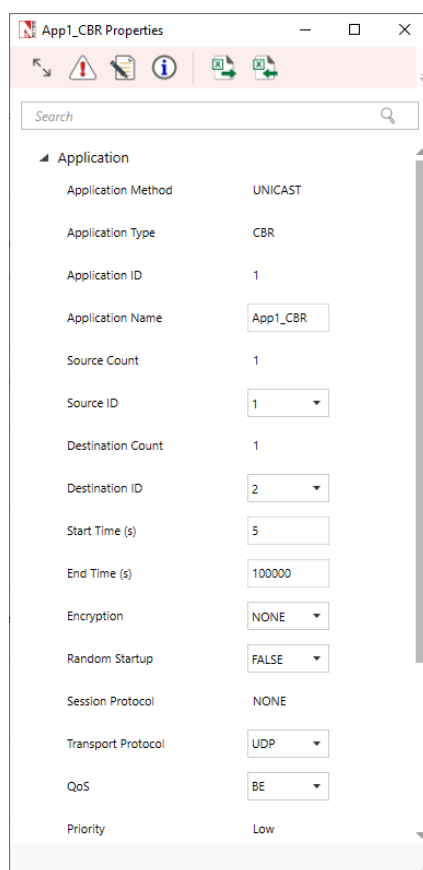 App1_CBR Properties
Search
Application
Application Method UNICAST
Application Type CBR
Application ID 1
Application Name App1_CBR
Source Count 1
Source ID 1
Destination Count 1
Destination ID 2
Start Time (s) 5
End Time (s) 100000
Encryption NONE
Random Startup FALSE
Session Protocol NONE
Transport Protocol UDP
QoS BE
Priority Low